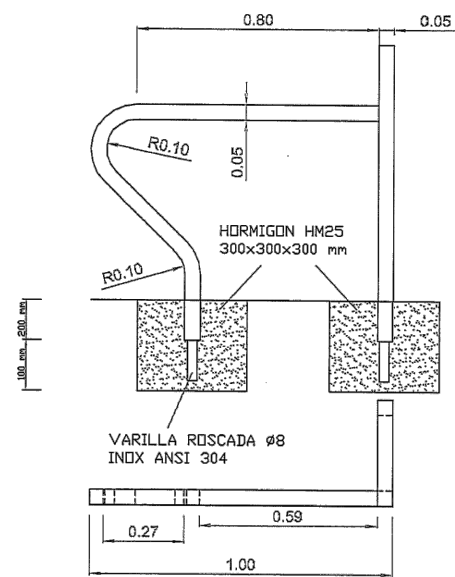 0.80
0.05
R0.10
0.05
HORMIGON HM25
300x300x300 mm
R0.10
200 mm
100 mm
VARILLA ROSCADA ø8
INOX ANSI 304
0.27
0.59
1.00